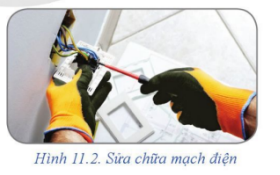 Hình 11.2. Sửa chữa mạch điện